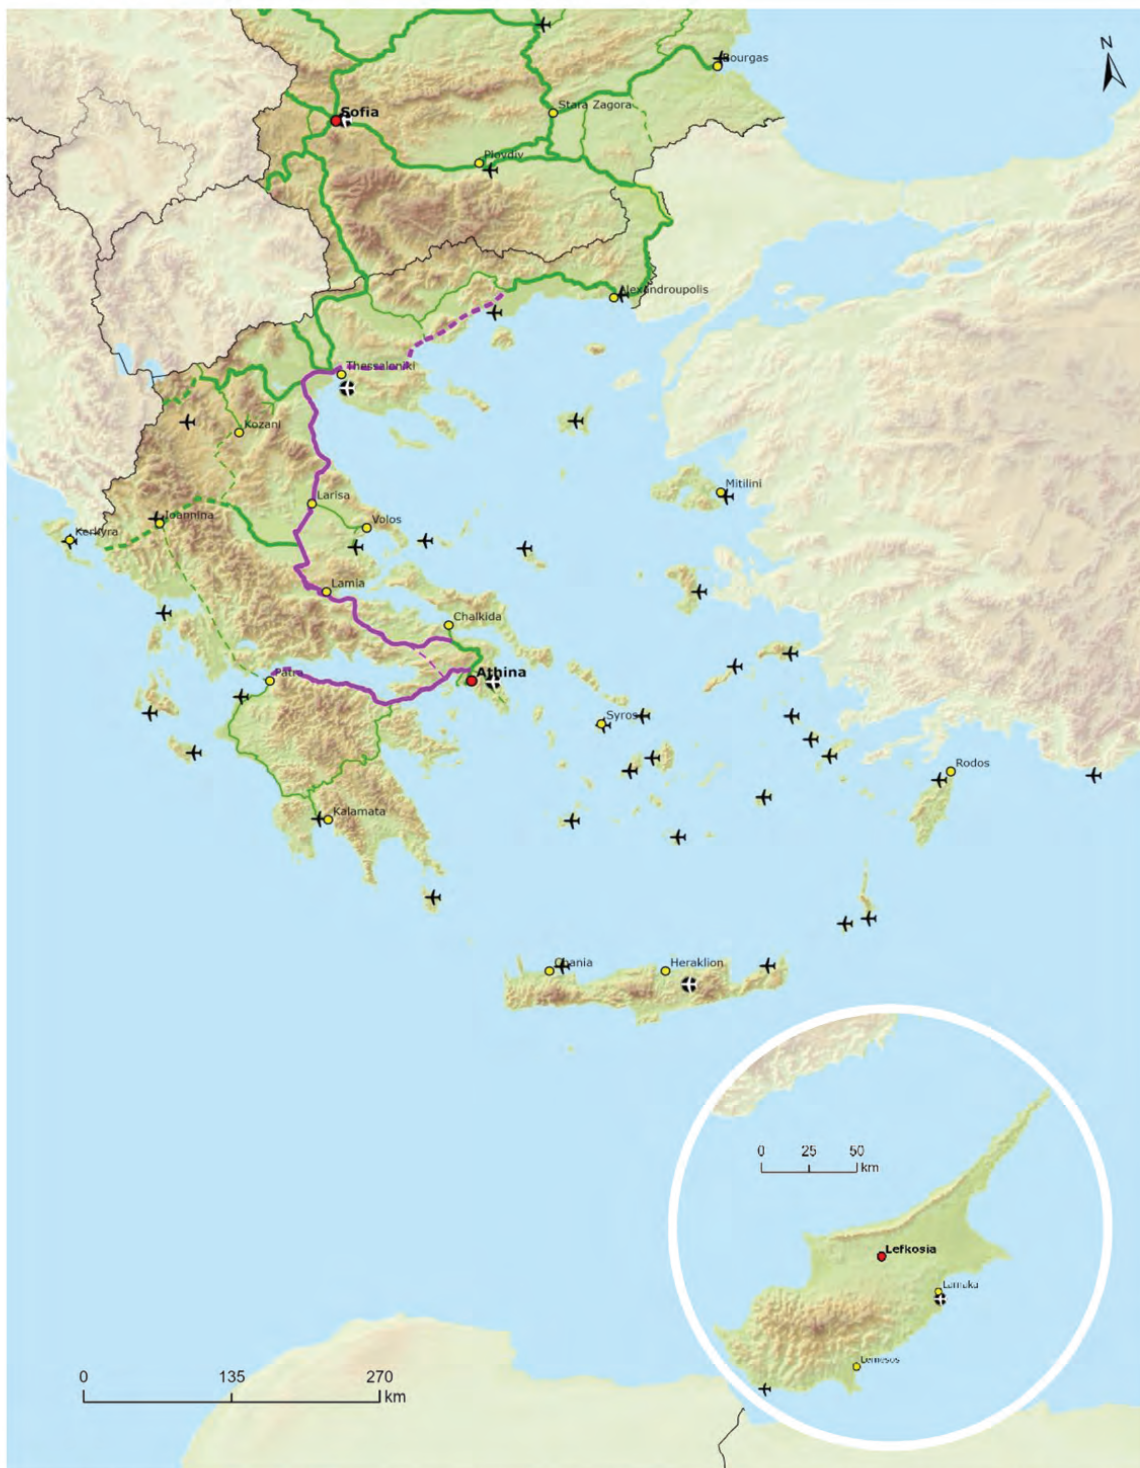 N
Bourgas
Stara Zagora
Sofia
Plovdiv
Alexandroupolis
Thessaloniki
Kozani
Mitilini
Larisa
Ioannina
Volos
Kerkyra
Lamia
Chalkida
Athina
Patra
Syros
Rodos
Kalamata
Chania
Heraklion
0 25 50
km
Lefkosia
Larnaka
Lemesos
0 135 270
km